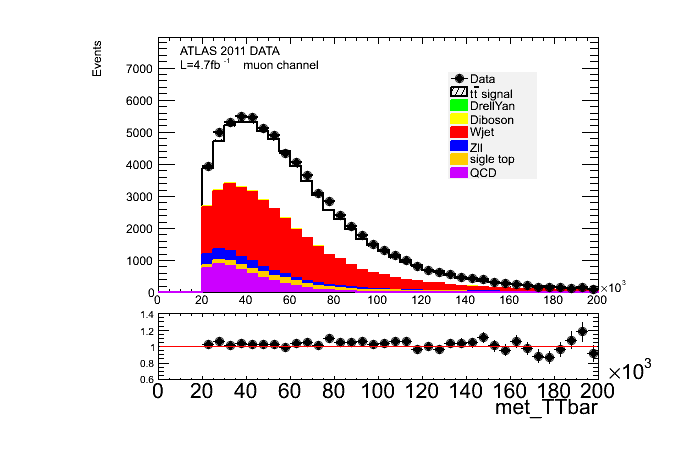 Events
ATLAS 2011 DATA
L=4.7fb⁻¹ muon channel
Data
tt̄ signal
DrellYan
Diboson
Wjet
Zll
sigle top
QCD
7000
6000
5000
4000
3000
2000
1000
0
0 20 40 60 80 100 120 140 160 180 200 ×10³
1.4
1.2
1
0.8
0.6
0 20 40 60 80 100 120 140 160 180 200
×10³
met_TTbar